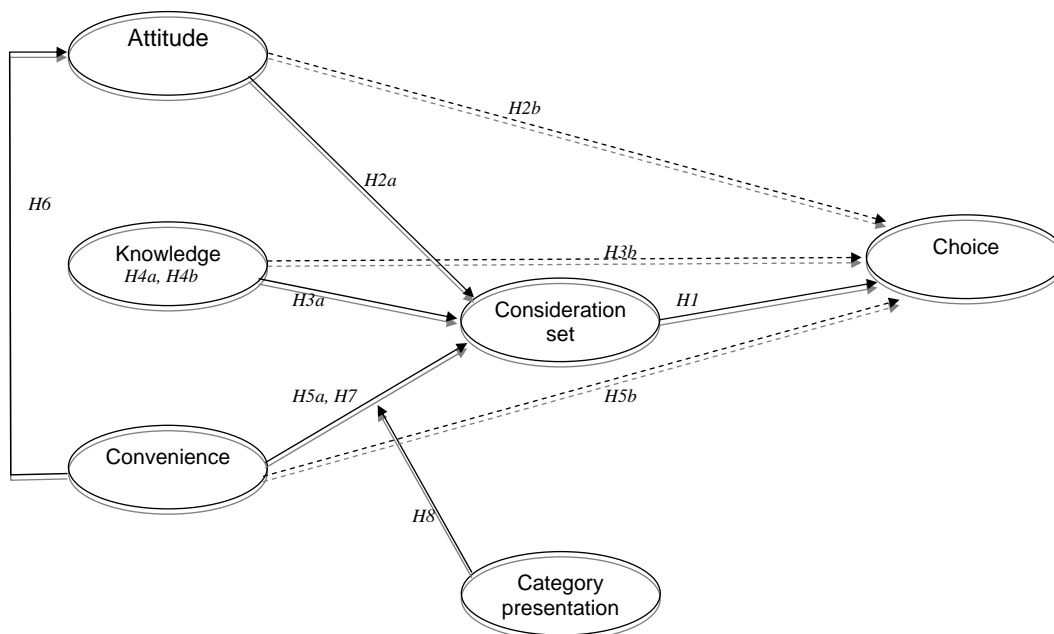 Attitude
H2b
H2a
H6
Knowledge
H4a, H4b
H3b
Choice
H3a
Consideration
set
H1
H5a, H7
H5b
Convenience
H8
Category
presentation